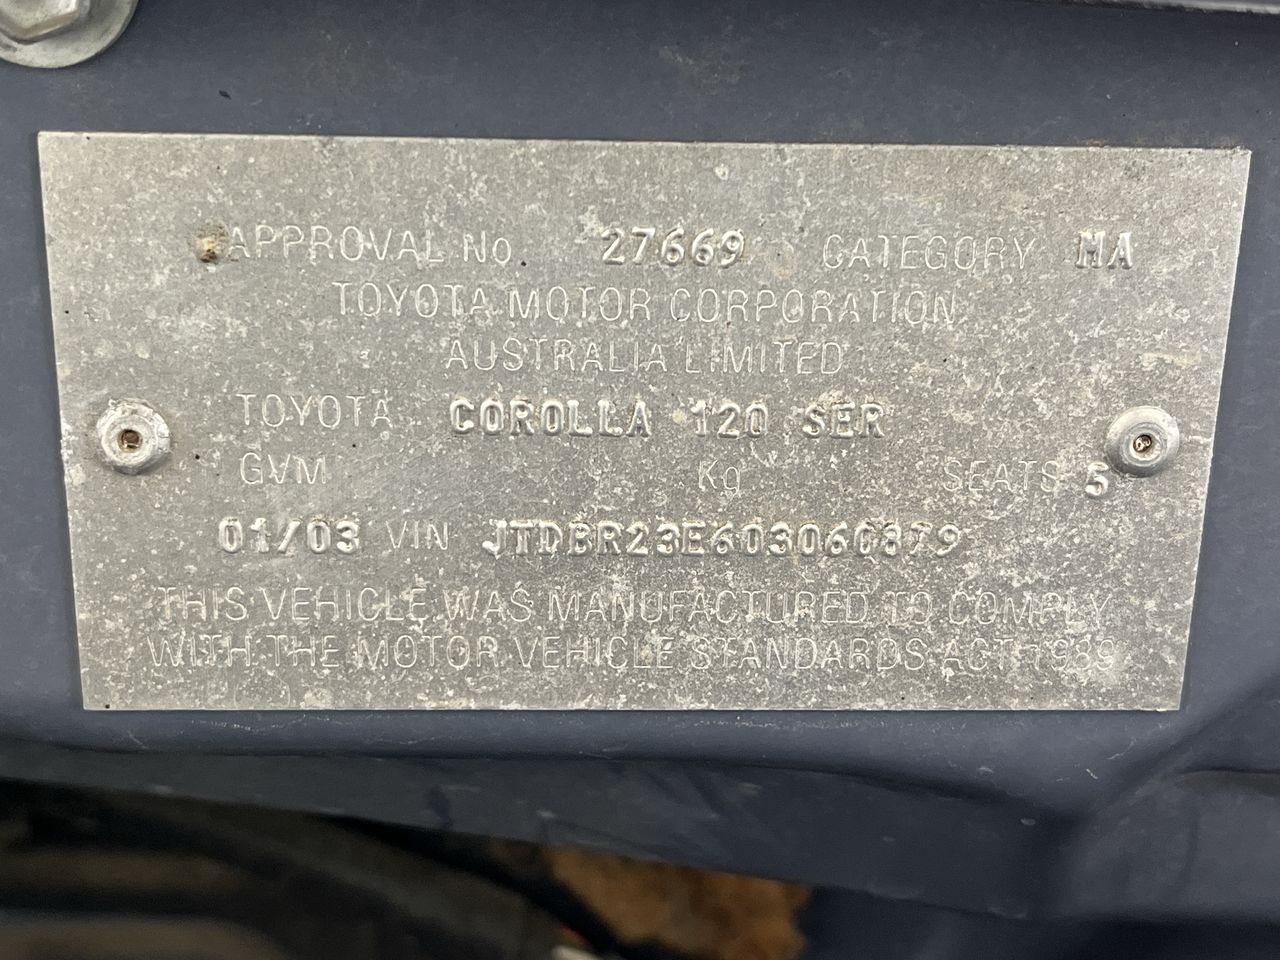 APPROVAL No 27669 CATEGORY MA
TOYOTA MOTOR CORPORATION
AUSTRALIA LIMITED
TOYOTA COROLLA 120 SER
GVM Kg SEATS 5
01/03 VIN JTDBR23E603060879
THIS VEHICLE WAS MANUFACTURED TO COMPLY
WITH THE MOTOR VEHICLE STANDARDS ACT 1989